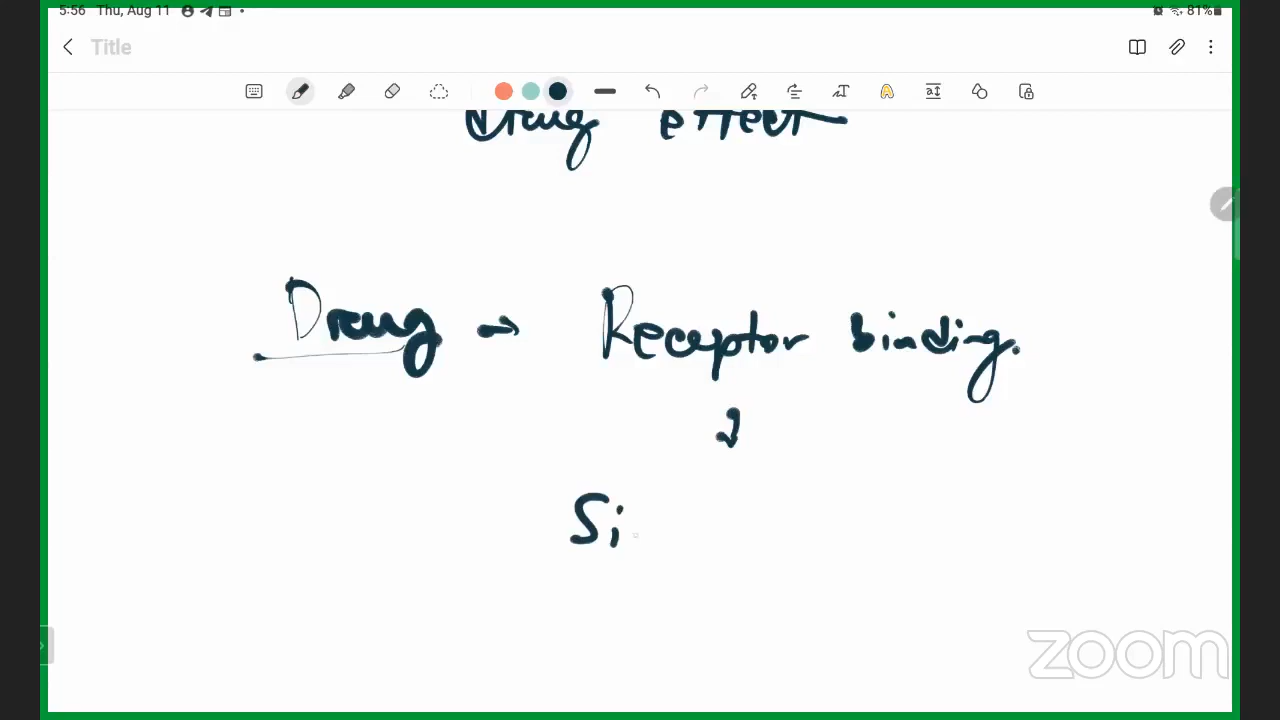 5:56 Thu, Aug 11
81%
Title
Drug effect
Drug → Receptor binding.
↓
Si
zoom